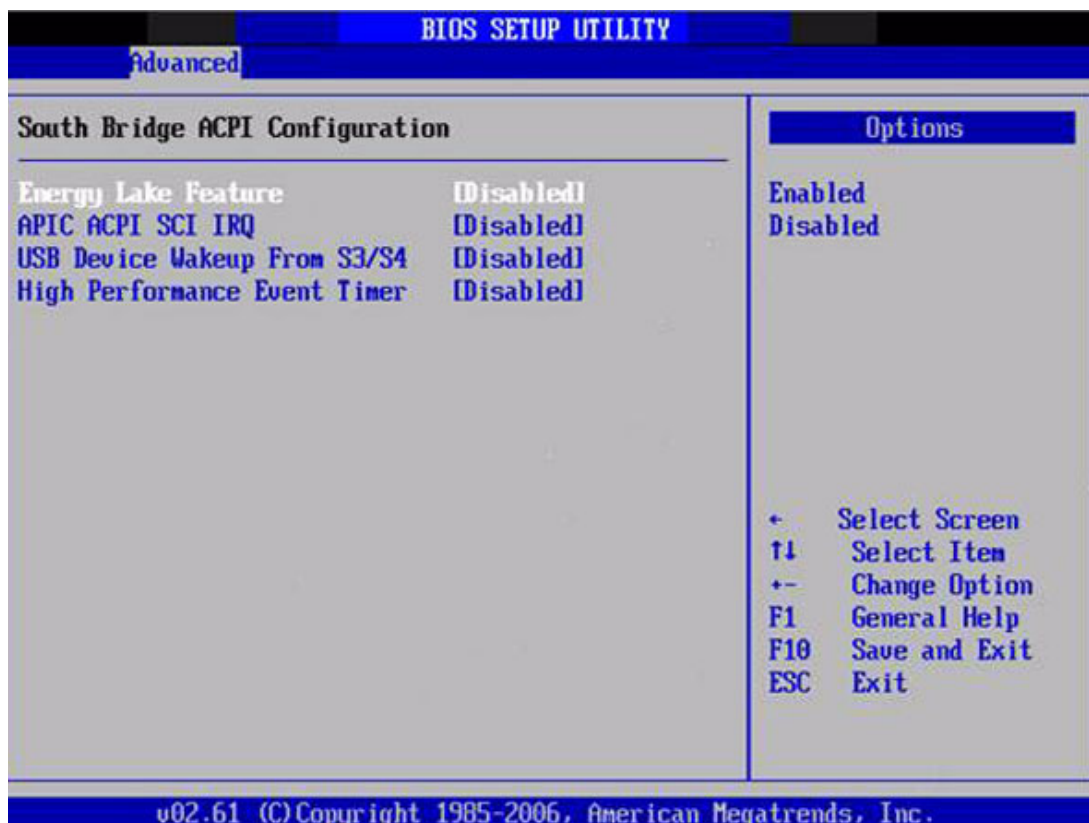 BIOS SETUP UTILITY
Advanced
South Bridge ACPI Configuration
Energy Lake Feature [Disabled]
APIC ACPI SCI IRQ [Disabled]
USB Device Wakeup From S3/S4 [Disabled]
High Performance Event Timer [Disabled]
Options
Enabled
Disabled
← Select Screen
↑↓ Select Item
+- Change Option
F1 General Help
F10 Save and Exit
ESC Exit
v02.61 (C)Copyright 1985-2006, American Megatrends, Inc.